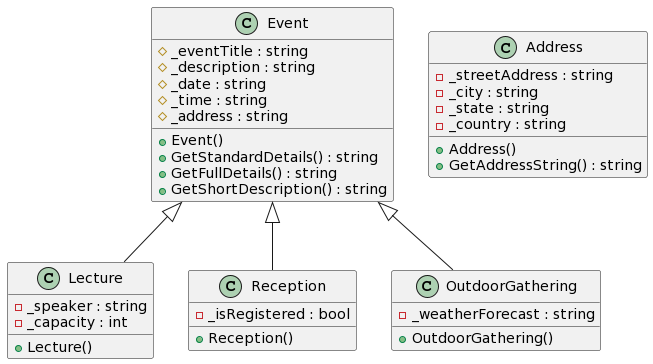 C Event
_eventTitle : string
_description : string
_date : string
_time : string
_address : string
Event()
GetStandardDetails() : string
GetFullDetails() : string
GetShortDescription() : string
C Address
_streetAddress : string
_city : string
_state : string
_country : string
Address()
GetAddressString() : string
C Lecture
_speaker : string
_capacity : int
Lecture()
C Reception
_isRegistered : bool
Reception()
C OutdoorGathering
_weatherForecast : string
OutdoorGathering()